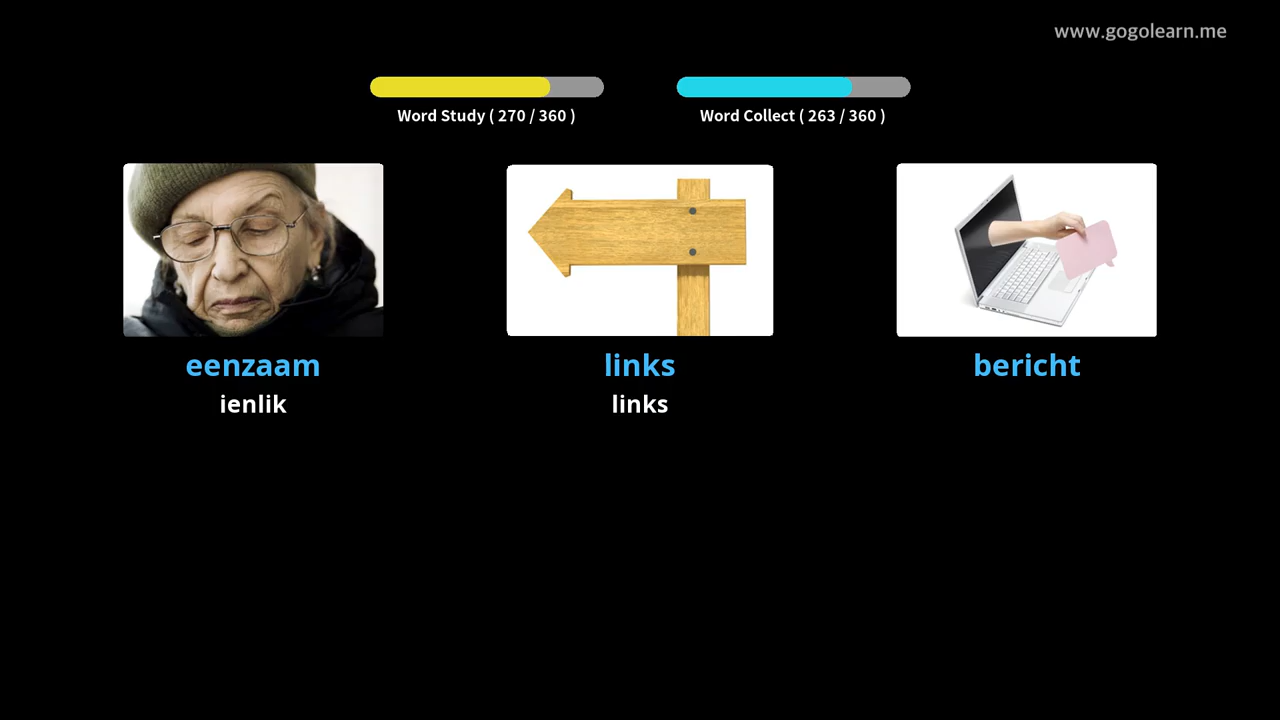 www.gogolearn.me
Word Study ( 270 / 360 )
Word Collect ( 263 / 360 )
eenzaam
ienlik
links
links
bericht